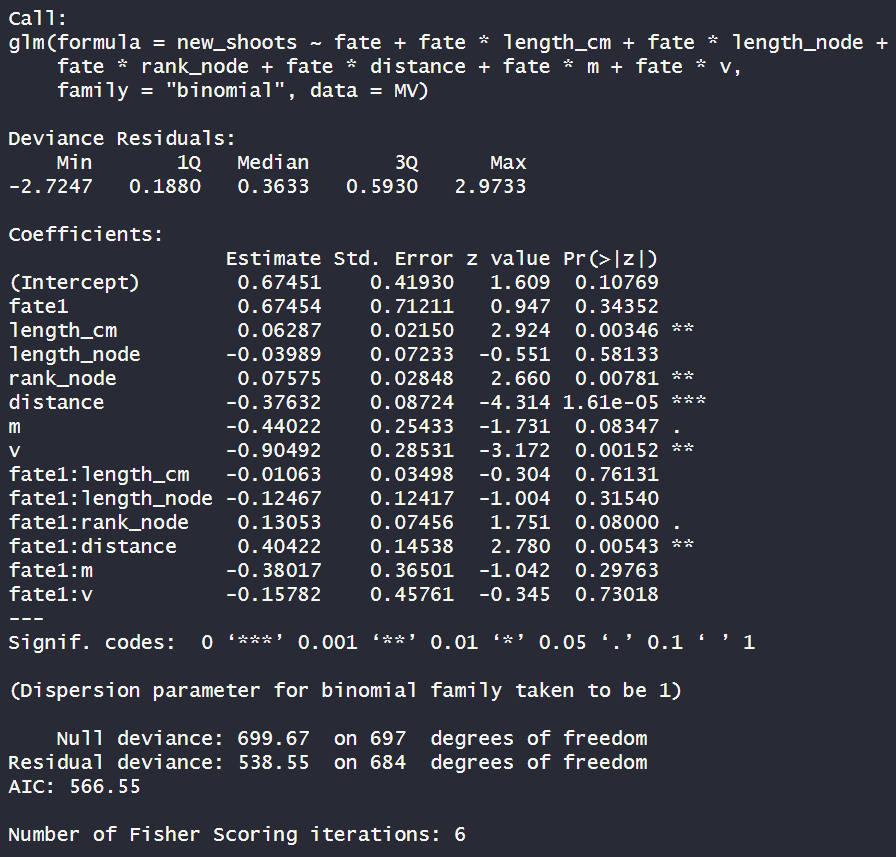 Call:
glm(formula = new_shoots ~ fate + fate * length_cm + fate * length_node +
    fate * rank_node + fate * distance + fate * m + fate * v,
    family = "binomial", data = MV)

Deviance Residuals:
    Min       1Q   Median       3Q      Max
-2.7247   0.1880   0.3633   0.5930   2.9733

Coefficients:
                  Estimate Std. Error z value Pr(>|z|)
(Intercept)        0.67451    0.41930   1.609  0.10769
fate1              0.67454    0.71211   0.947  0.34352
length_cm          0.06287    0.02150   2.924  0.00346 **
length_node       -0.03989    0.07233  -0.551  0.58133
rank_node          0.07575    0.02848   2.660  0.00781 **
distance          -0.37632    0.08724  -4.314 1.61e-05 ***
m                 -0.44022    0.25433  -1.731  0.08347 .
v                 -0.90492    0.28531  -3.172  0.00152 **
fate1:length_cm   -0.01063    0.03498  -0.304  0.76131
fate1:length_node -0.12467    0.12417  -1.004  0.31540
fate1:rank_node    0.13053    0.07456   1.751  0.08000 .
fate1:distance     0.40422    0.14538   2.780  0.00543 **
fate1:m           -0.38017    0.36501  -1.042  0.29763
fate1:v           -0.15782    0.45761  -0.345  0.73018
---
Signif. codes:  0 ‘***’ 0.001 ‘**’ 0.01 ‘*’ 0.05 ‘.’ 0.1 ‘ ’ 1

(Dispersion parameter for binomial family taken to be 1)

    Null deviance: 699.67  on 697  degrees of freedom
Residual deviance: 538.55  on 684  degrees of freedom
AIC: 566.55

Number of Fisher Scoring iterations: 6